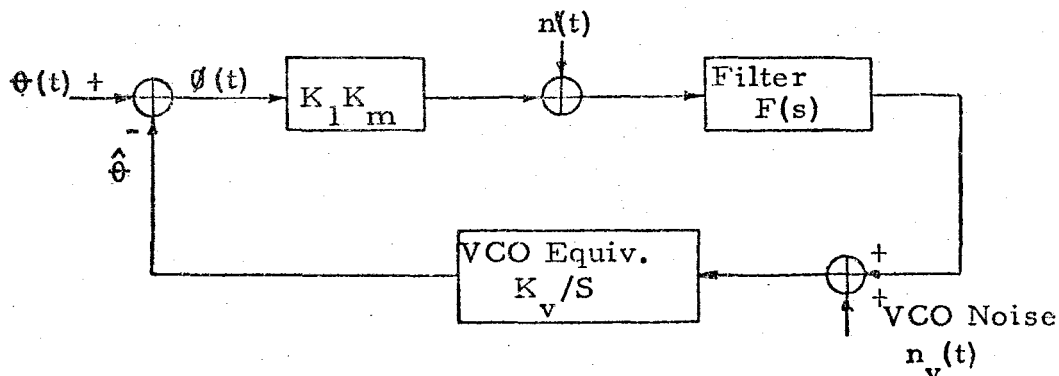 n(t)
θ(t) +
ø(t)
K₁Kₘ
Filter
F(s)
-
θ̂
VCO Equiv.
Kᵥ/S
+
+
VCO Noise
nᵥ(t)